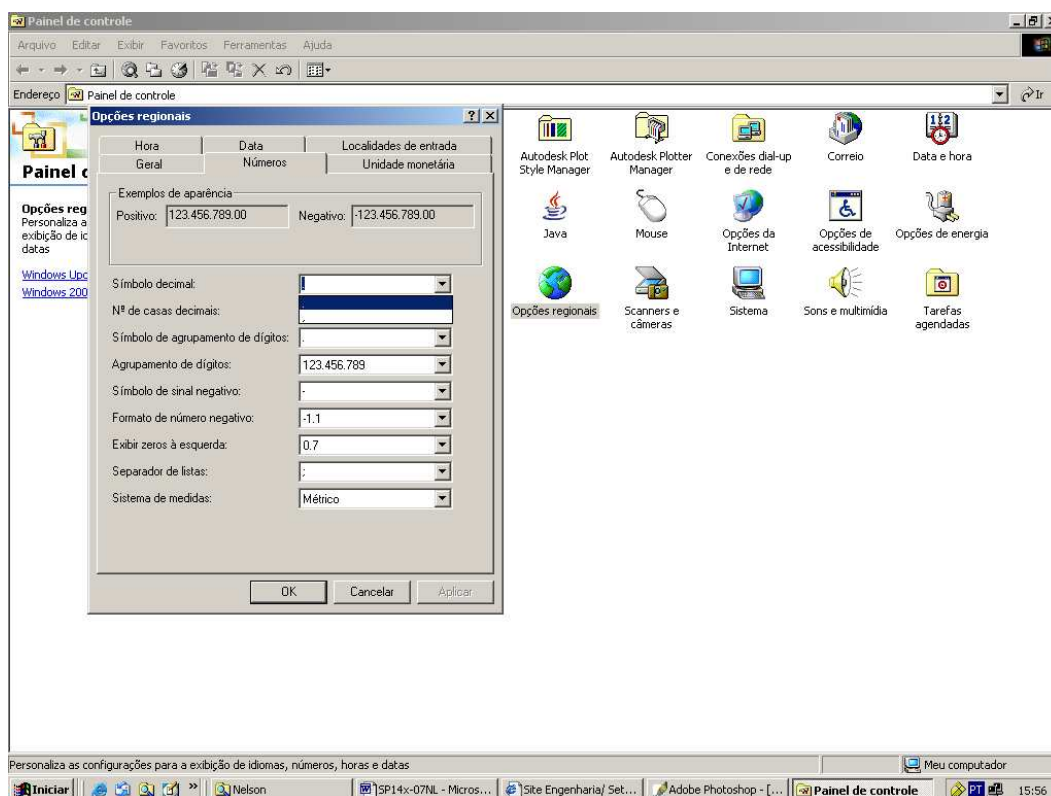 Painel de controle
Arquivo Editar Exibir Favoritos Ferramentas Ajuda
Endereço Painel de controle Ir
Opções regionais
Hora Data Localidades de entrada
Geral Números Unidade monetária
Exemplos de aparência
Positivo: 123.456.789.00 Negativo: -123.456.789.00
Símbolo decimal:
Nº de casas decimais:
Símbolo de agrupamento de dígitos: .
Agrupamento de dígitos: 123.456.789
Símbolo de sinal negativo: -
Formato de número negativo: -1.1
Exibir zeros à esquerda: 0.7
Separador de listas: ;
Sistema de medidas: Métrico
OK Cancelar Aplicar
Painel
Opções reg
Personaliza a
exibição de ic
datas
Windows Upc
Windows 200
Autodesk Plot
Style Manager
Autodesk Plotter
Manager
Conexões dial-up
e de rede
Correio
Data e hora
Java
Mouse
Opções da
Internet
Opções de
acessibilidade
Opções de energia
Opções regionais
Scanners e
câmeras
Sistema
Sons e multimídia
Tarefas
agendadas
Personaliza as configurações para a exibição de idiomas, números, horas e datas Meu computador
Iniciar » Nelson SP14x-07NL - Micros... Site Engenharia/ Set... Adobe Photoshop - [... Painel de controle PT 15:56